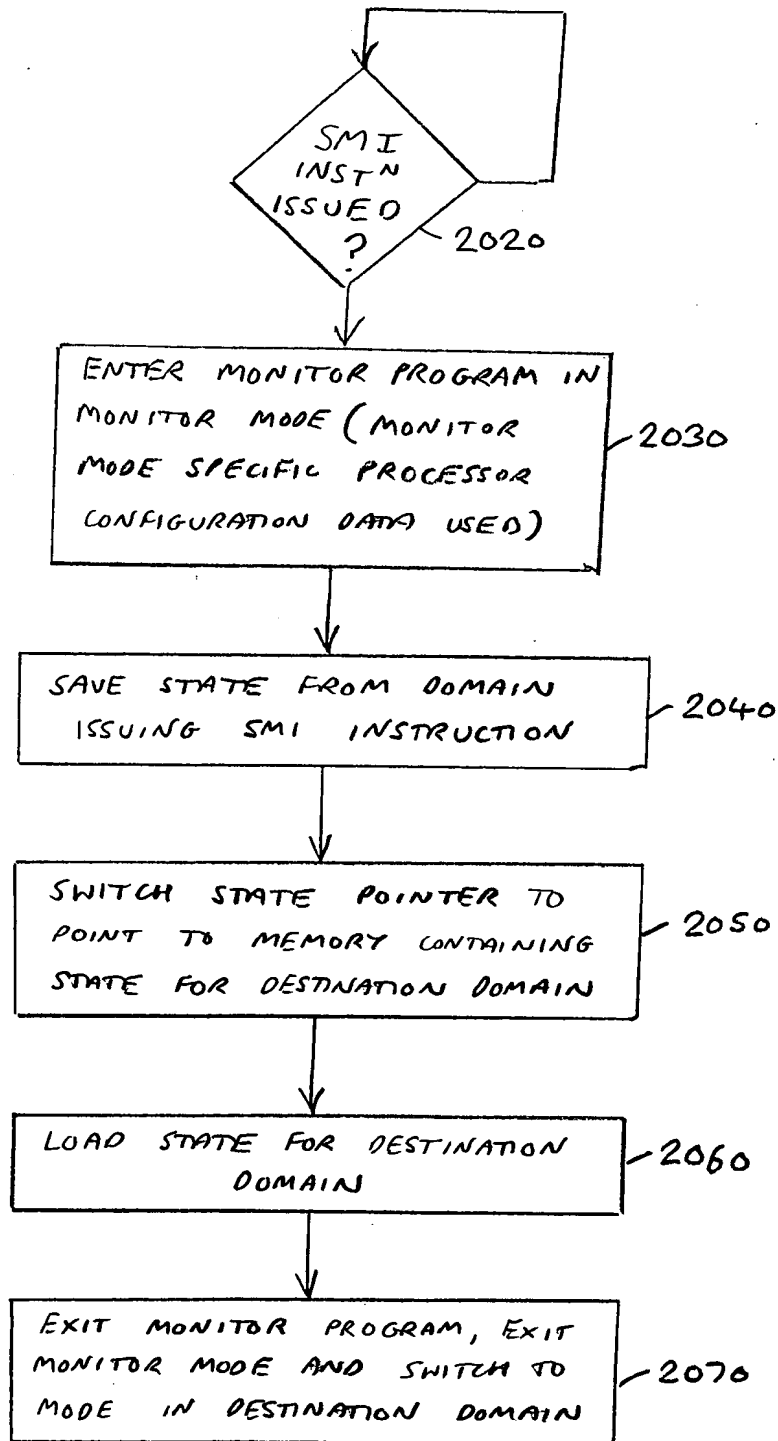 SMI
INSTN
ISSUED
?
2020
ENTER MONITOR PROGRAM IN
MONITOR MODE (MONITOR
MODE SPECIFIC PROCESSOR
CONFIGURATION DATA USED)
2030
SAVE STATE FROM DOMAIN
ISSUING SMI INSTRUCTION
2040
SWITCH STATE POINTER TO
POINT TO MEMORY CONTAINING
STATE FOR DESTINATION DOMAIN
2050
LOAD STATE FOR DESTINATION
DOMAIN
2060
EXIT MONITOR PROGRAM, EXIT
MONITOR MODE AND SWITCH TO
MODE IN DESTINATION DOMAIN
2070